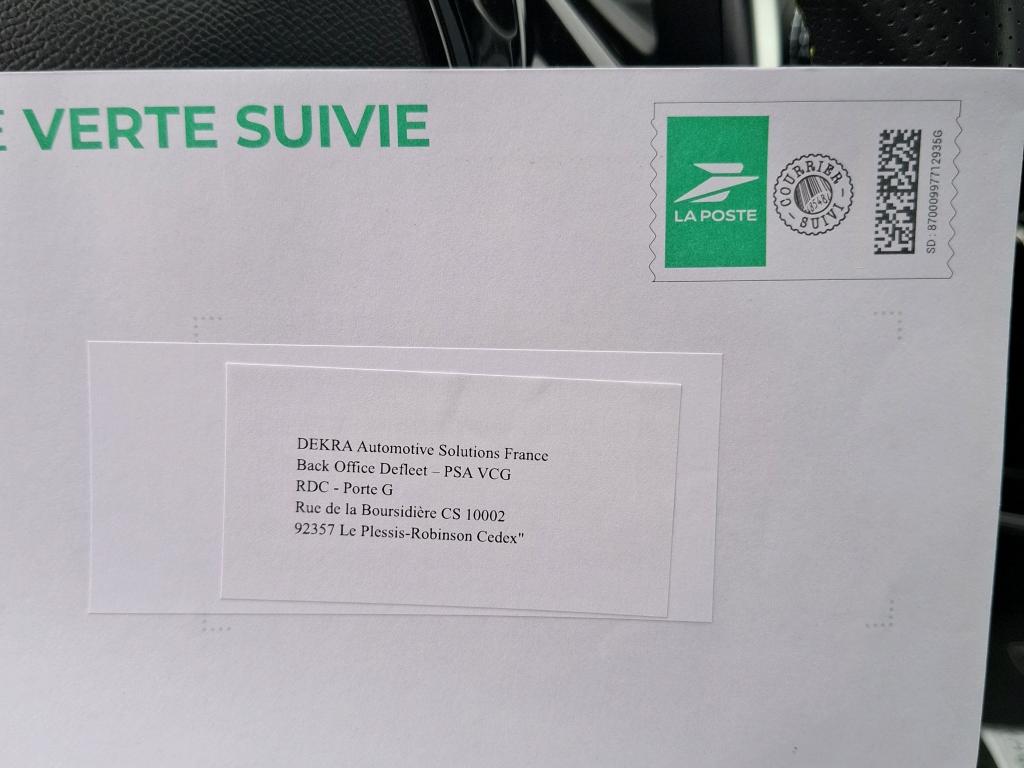 E VERTE SUIVIE
LA POSTE
COURRIER
SUIVI
SD : 87000997712935G
DEKRA Automotive Solutions France
Back Office Defleet – PSA VCG
RDC - Porte G
Rue de la Boursidière CS 10002
92357 Le Plessis-Robinson Cedex"